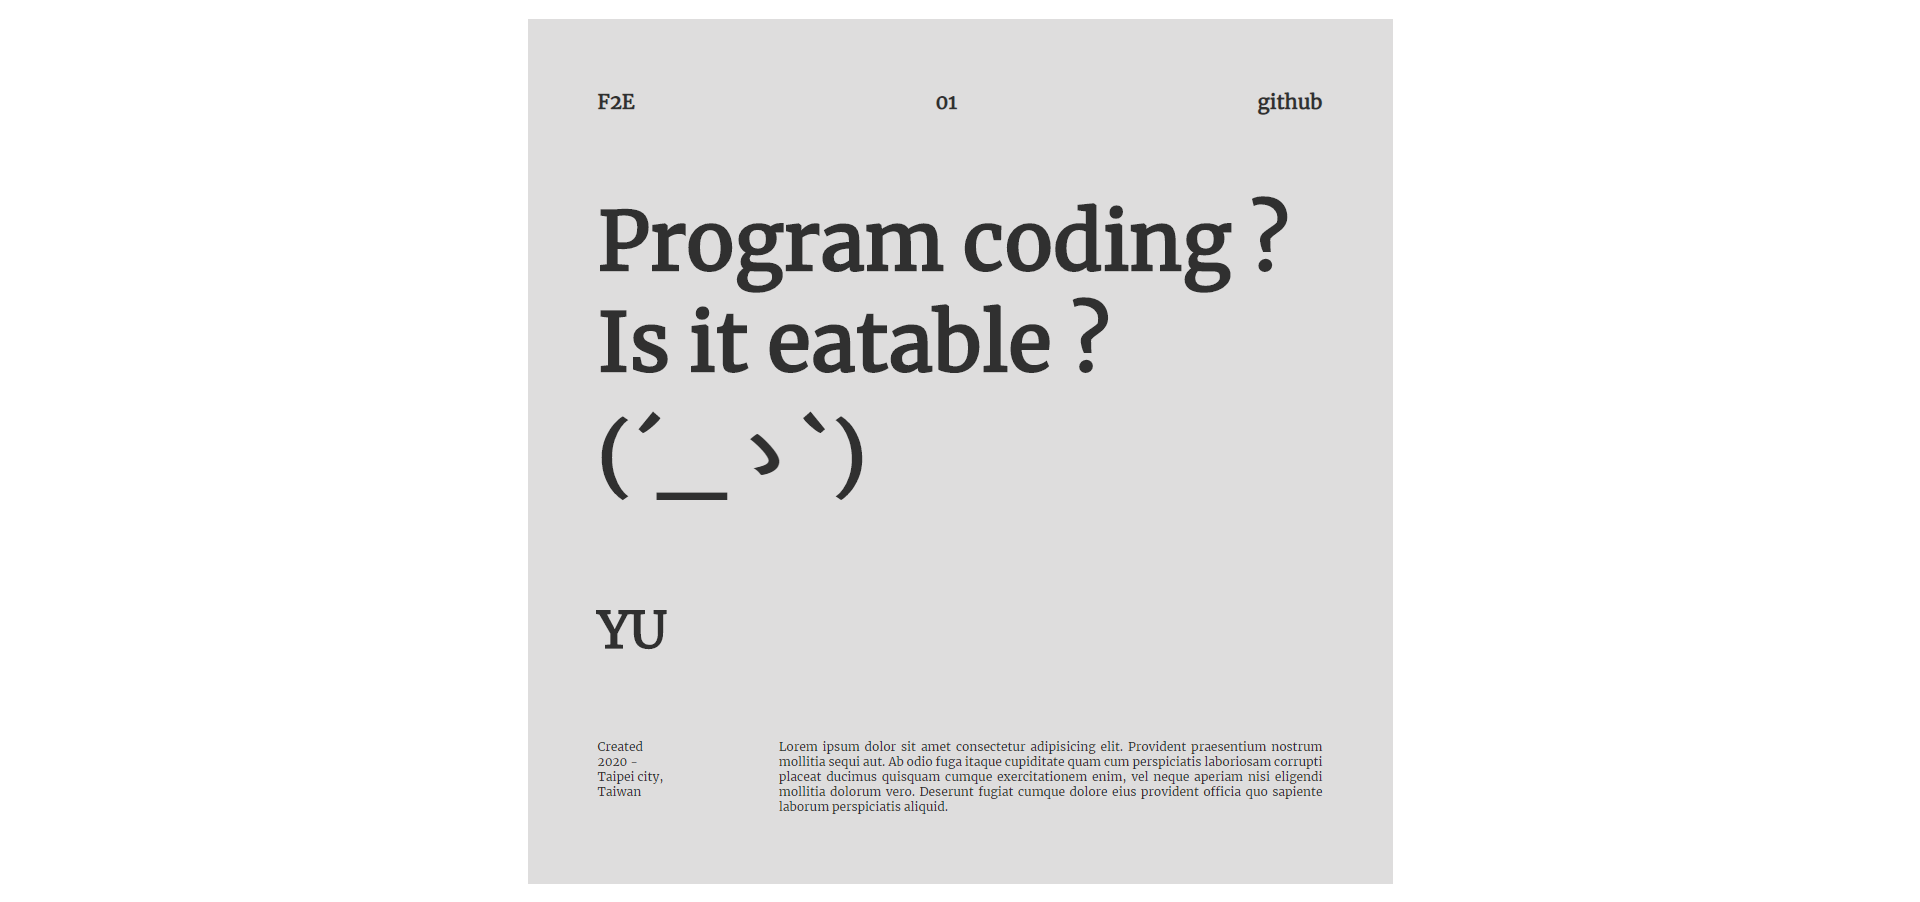 F2E 01 github
Program coding ?
Is it eatable ?
(´＿ゝ`)
YU
Created
2020 -
Taipei city,
Taiwan
Lorem ipsum dolor sit amet consectetur adipisicing elit. Provident praesentium nostrum
mollitia sequi aut. Ab odio fuga itaque cupiditate quam cum perspiciatis laboriosam corrupti
placeat ducimus quisquam cumque exercitationem enim, vel neque aperiam nisi eligendi
mollitia dolorum vero. Deserunt fugiat cumque dolore eius provident officia quo sapiente
laborum perspiciatis aliquid.